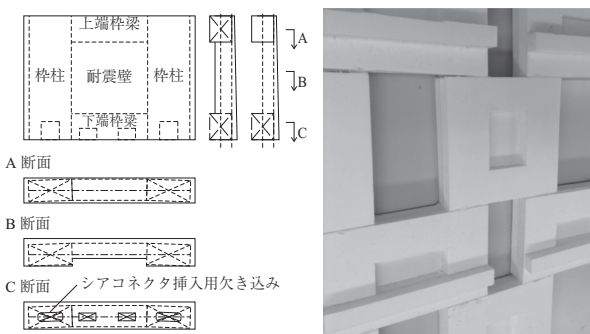 上端枠梁
枠柱 耐震壁 枠柱
下端枠梁
A
B
C
A 断面
B 断面
C 断面
シアコネクタ挿入用欠き込み